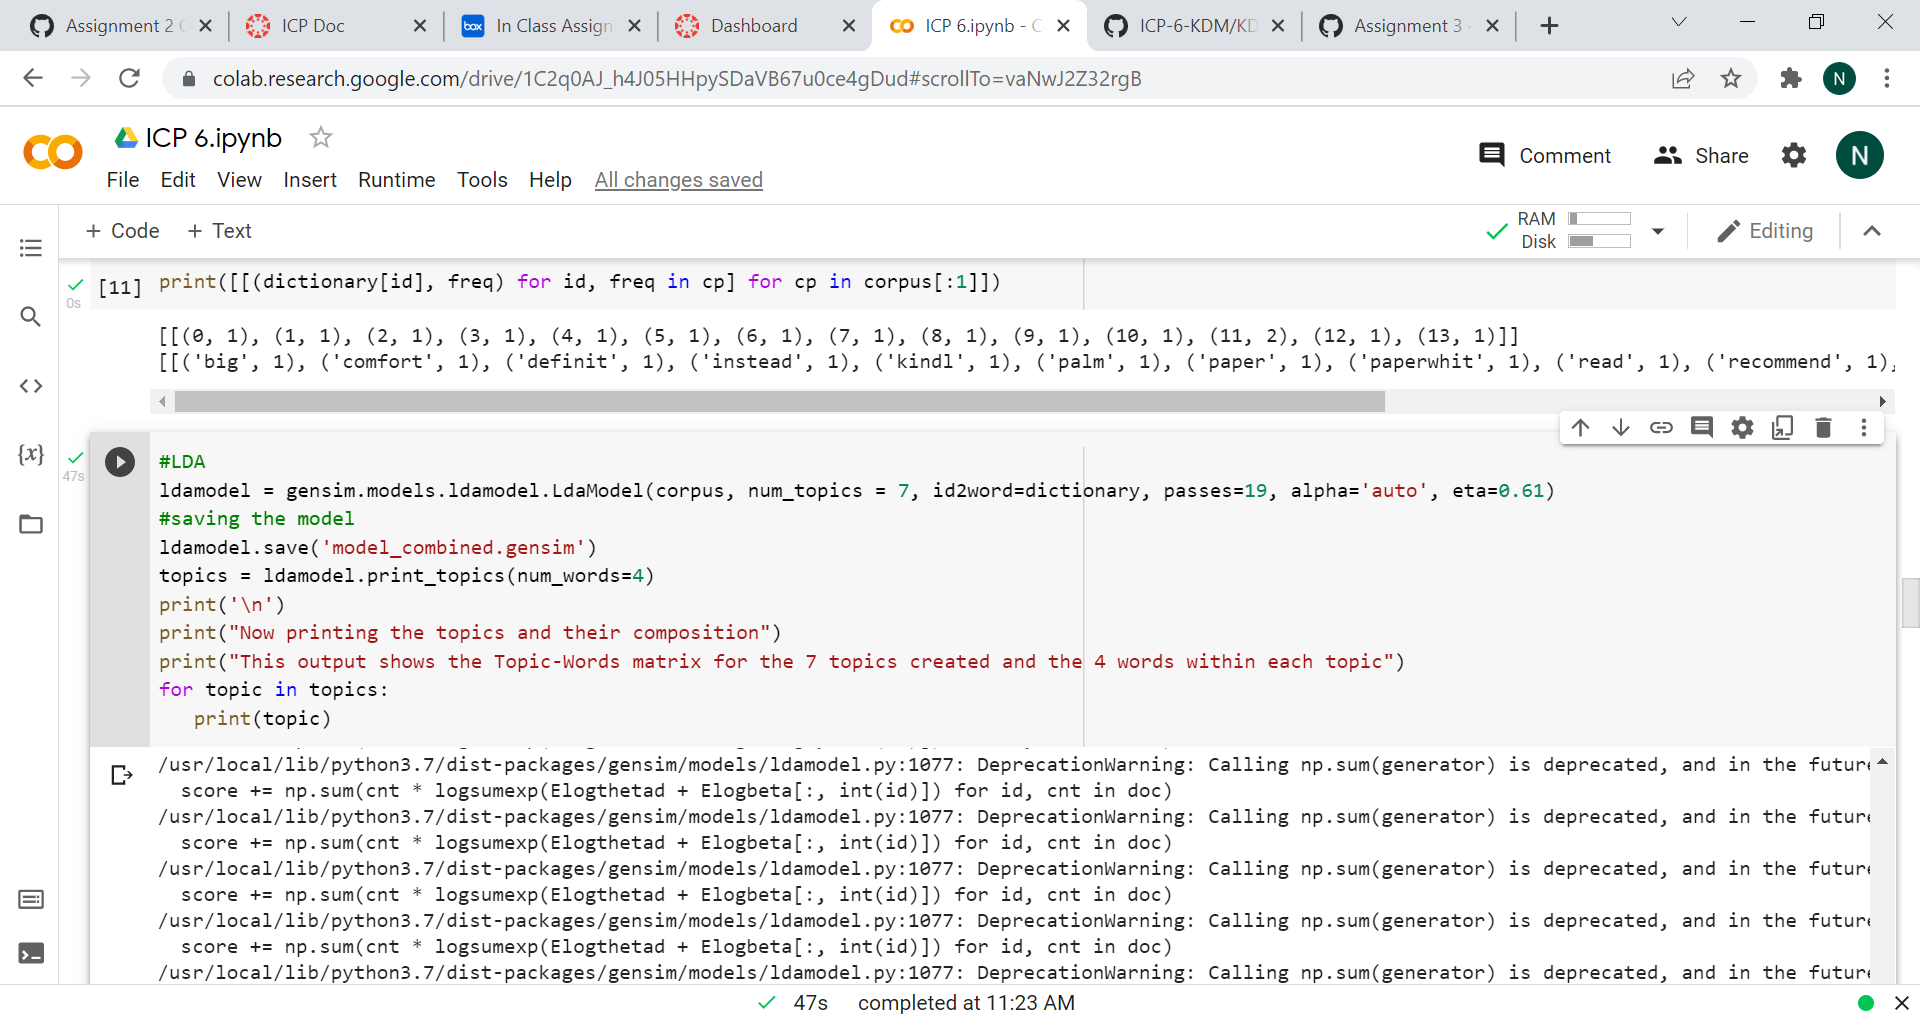 Assignment 2
ICP Doc
In Class Assign
Dashboard
ICP 6.ipynb - C
ICP-6-KDM/KD
Assignment 3
colab.research.google.com/drive/1C2q0AJ_h4J05HHpySDaVB67u0ce4gDud#scrollTo=vaNwJ2Z32rgB
N
ICP 6.ipynb
Comment
Share
N
File Edit View Insert Runtime Tools Help All changes saved
+ Code + Text
RAM
Disk
Editing
[11] print([[(dictionary[id], freq) for id, freq in cp] for cp in corpus[:1]])
0s
[[(0, 1), (1, 1), (2, 1), (3, 1), (4, 1), (5, 1), (6, 1), (7, 1), (8, 1), (9, 1), (10, 1), (11, 2), (12, 1), (13, 1)]]
[[('big', 1), ('comfort', 1), ('definit', 1), ('instead', 1), ('kindl', 1), ('palm', 1), ('paper', 1), ('paperwhit', 1), ('read', 1), ('recommend', 1),
{x}
47s
#LDA
ldamodel = gensim.models.ldamodel.LdaModel(corpus, num_topics = 7, id2word=dictionary, passes=19, alpha='auto', eta=0.61)
#saving the model
ldamodel.save('model_combined.gensim')
topics = ldamodel.print_topics(num_words=4)
print('\n')
print("Now printing the topics and their composition")
print("This output shows the Topic-Words matrix for the 7 topics created and the 4 words within each topic")
for topic in topics:
print(topic)
/usr/local/lib/python3.7/dist-packages/gensim/models/ldamodel.py:1077: DeprecationWarning: Calling np.sum(generator) is deprecated, and in the future
score += np.sum(cnt * logsumexp(Elogthetad + Elogbeta[:, int(id)]) for id, cnt in doc)
/usr/local/lib/python3.7/dist-packages/gensim/models/ldamodel.py:1077: DeprecationWarning: Calling np.sum(generator) is deprecated, and in the future
score += np.sum(cnt * logsumexp(Elogthetad + Elogbeta[:, int(id)]) for id, cnt in doc)
/usr/local/lib/python3.7/dist-packages/gensim/models/ldamodel.py:1077: DeprecationWarning: Calling np.sum(generator) is deprecated, and in the future
score += np.sum(cnt * logsumexp(Elogthetad + Elogbeta[:, int(id)]) for id, cnt in doc)
/usr/local/lib/python3.7/dist-packages/gensim/models/ldamodel.py:1077: DeprecationWarning: Calling np.sum(generator) is deprecated, and in the future
score += np.sum(cnt * logsumexp(Elogthetad + Elogbeta[:, int(id)]) for id, cnt in doc)
/usr/local/lib/python3.7/dist-packages/gensim/models/ldamodel.py:1077: DeprecationWarning: Calling np.sum(generator) is deprecated, and in the future
47s completed at 11:23 AM